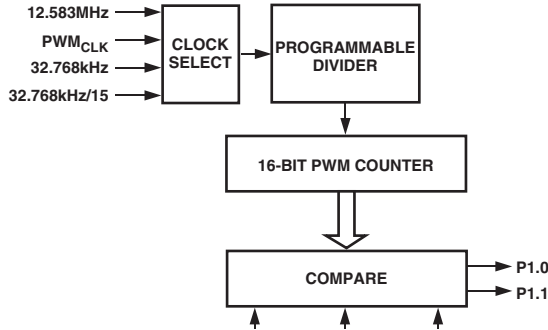 12.583MHz
PWMCLK
32.768kHz
32.768kHz/15
CLOCK
SELECT
PROGRAMMABLE
DIVIDER
16-BIT PWM COUNTER
COMPARE
P1.0
P1.1